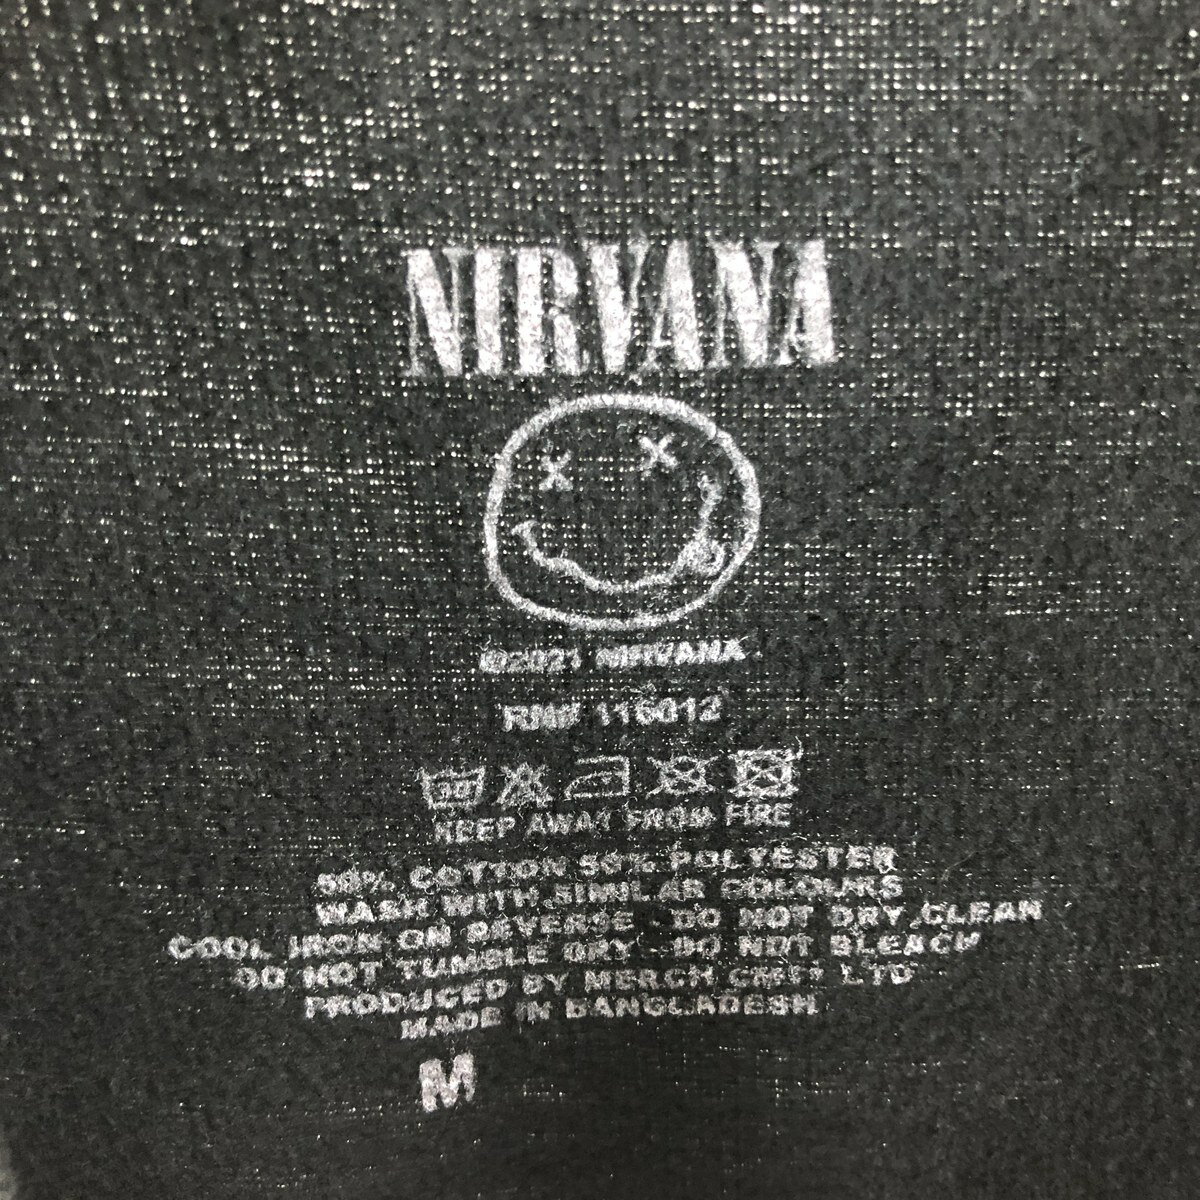 NIRVANA
©2021 NIRVANA
RN# 116012
30
KEEP AWAY FROM FIRE
50% COTTON 50% POLYESTER
WASH WITH SIMILAR COLOURS
COOL IRON ON REVERSE - DO NOT DRY CLEAN
DO NOT TUMBLE DRY - DO NOT BLEACH
PRODUCED BY MERCH LTD
MADE IN BANGLADESH
M